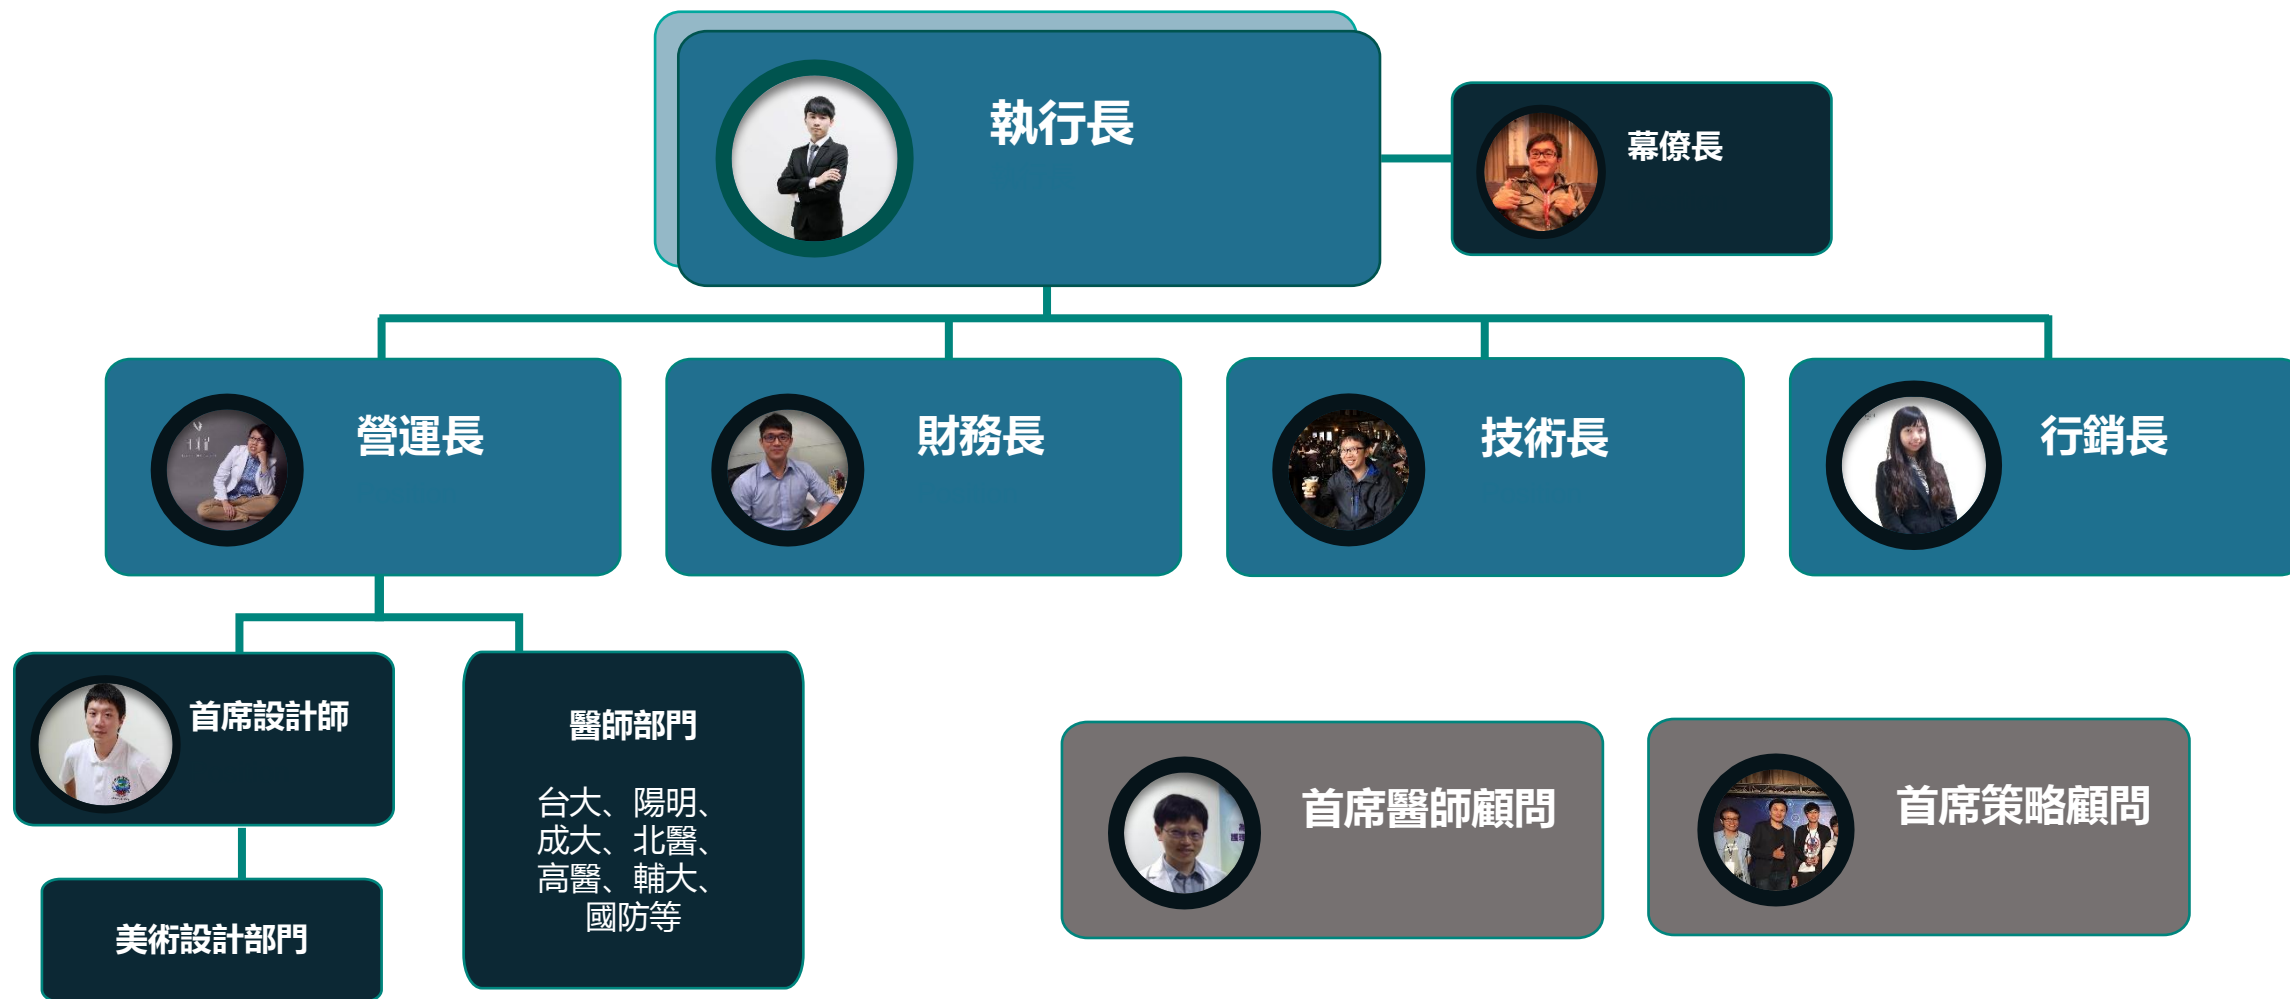 執行長
幕僚長
營運長
財務長
技術長
行銷長
首席設計師
醫師部門
台大、陽明、
成大、北醫、
高醫、輔大、
國防等
首席醫師顧問
首席策略顧問
美術設計部門